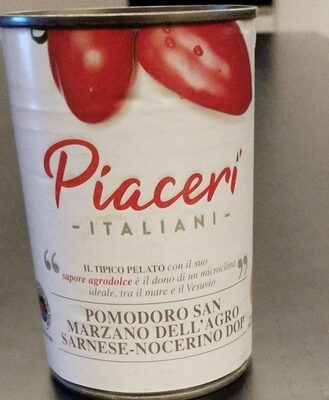 Piaceri
- ITALIANI -
“ IL TIPICO PELATO con il suo
sapore agrodolce è il dono di un microclima ”
ideale, tra il mare e il Vesuvio
POMODORO SAN
MARZANO DELL'AGRO
SARNESE-NOCERINO DOP